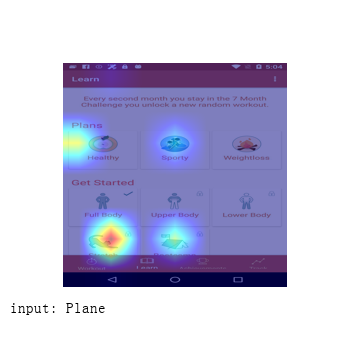 5:04
Learn
Every second month you stay in the 7 Month
Challenge you unlock a new random workout.
Plans
Healthy Sporty Weightloss
Get Started
Full Body Upper Body Lower Body
Workout Learn
input: Plane